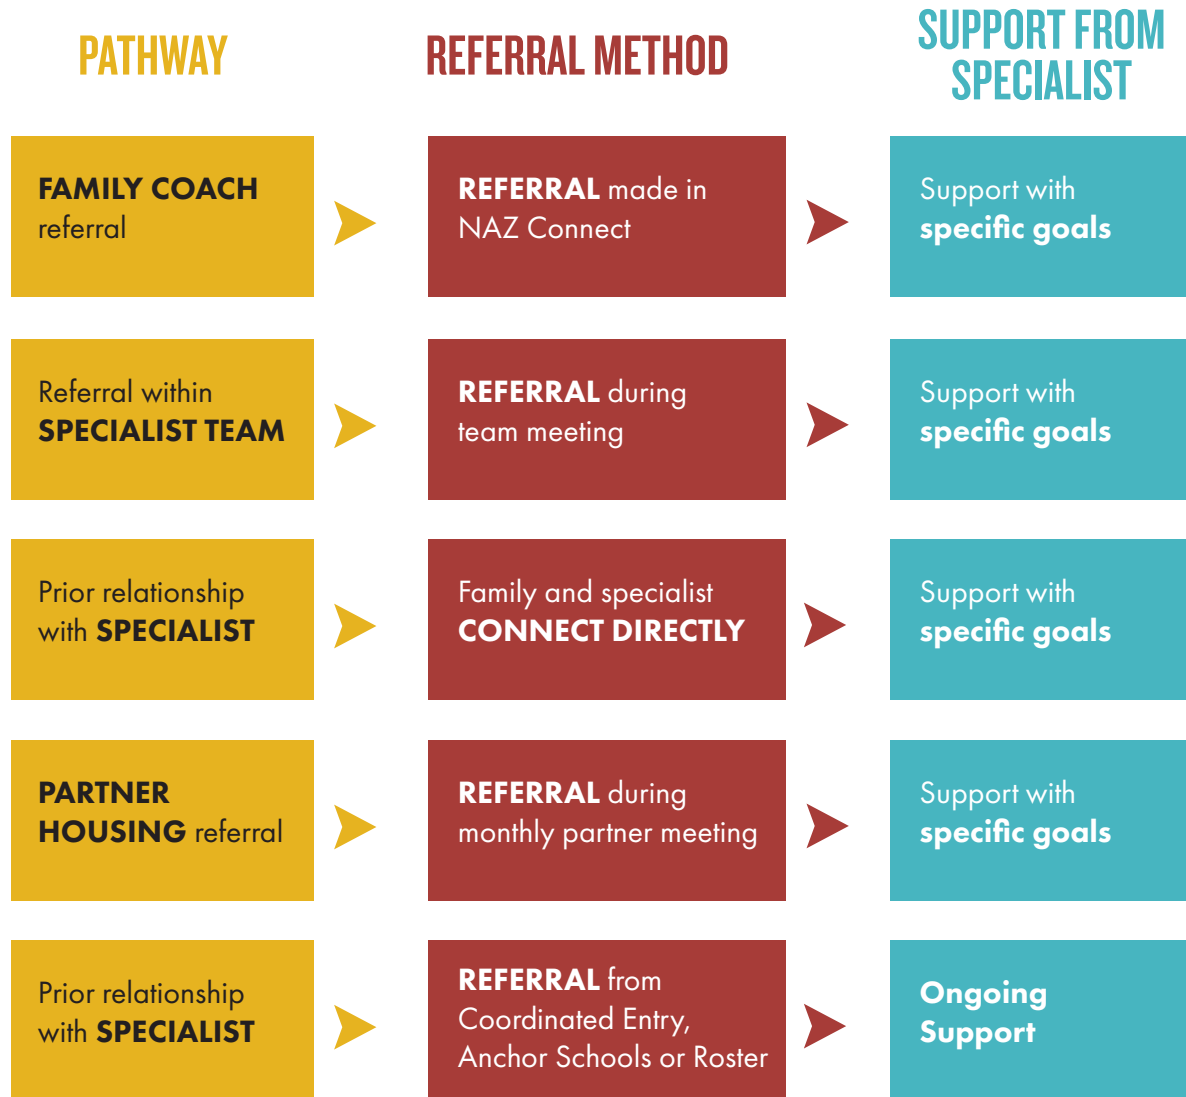 PATHWAY
REFERRAL METHOD
SUPPORT FROM
SPECIALIST
FAMILY COACH
referral
REFERRAL made in
NAZ Connect
Support with
specific goals
Referral within
SPECIALIST TEAM
REFERRAL during
team meeting
Support with
specific goals
Prior relationship
with SPECIALIST
Family and specialist
CONNECT DIRECTLY
Support with
specific goals
PARTNER
HOUSING referral
REFERRAL during
monthly partner meeting
Support with
specific goals
Prior relationship
with SPECIALIST
REFERRAL from
Coordinated Entry,
Anchor Schools or Roster
Ongoing
Support